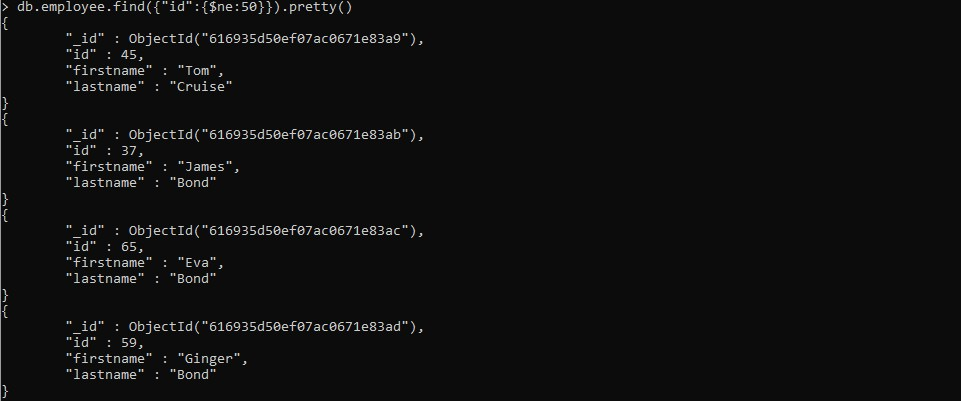 > db.employee.find({"id":{$ne:50}}).pretty()
{
        "_id" : ObjectId("616935d50ef07ac0671e83a9"),
        "id" : 45,
        "firstname" : "Tom",
        "lastname" : "Cruise"
}
{
        "_id" : ObjectId("616935d50ef07ac0671e83ab"),
        "id" : 37,
        "firstname" : "James",
        "lastname" : "Bond"
}
{
        "_id" : ObjectId("616935d50ef07ac0671e83ac"),
        "id" : 65,
        "firstname" : "Eva",
        "lastname" : "Bond"
}
{
        "_id" : ObjectId("616935d50ef07ac0671e83ad"),
        "id" : 59,
        "firstname" : "Ginger",
        "lastname" : "Bond"
}